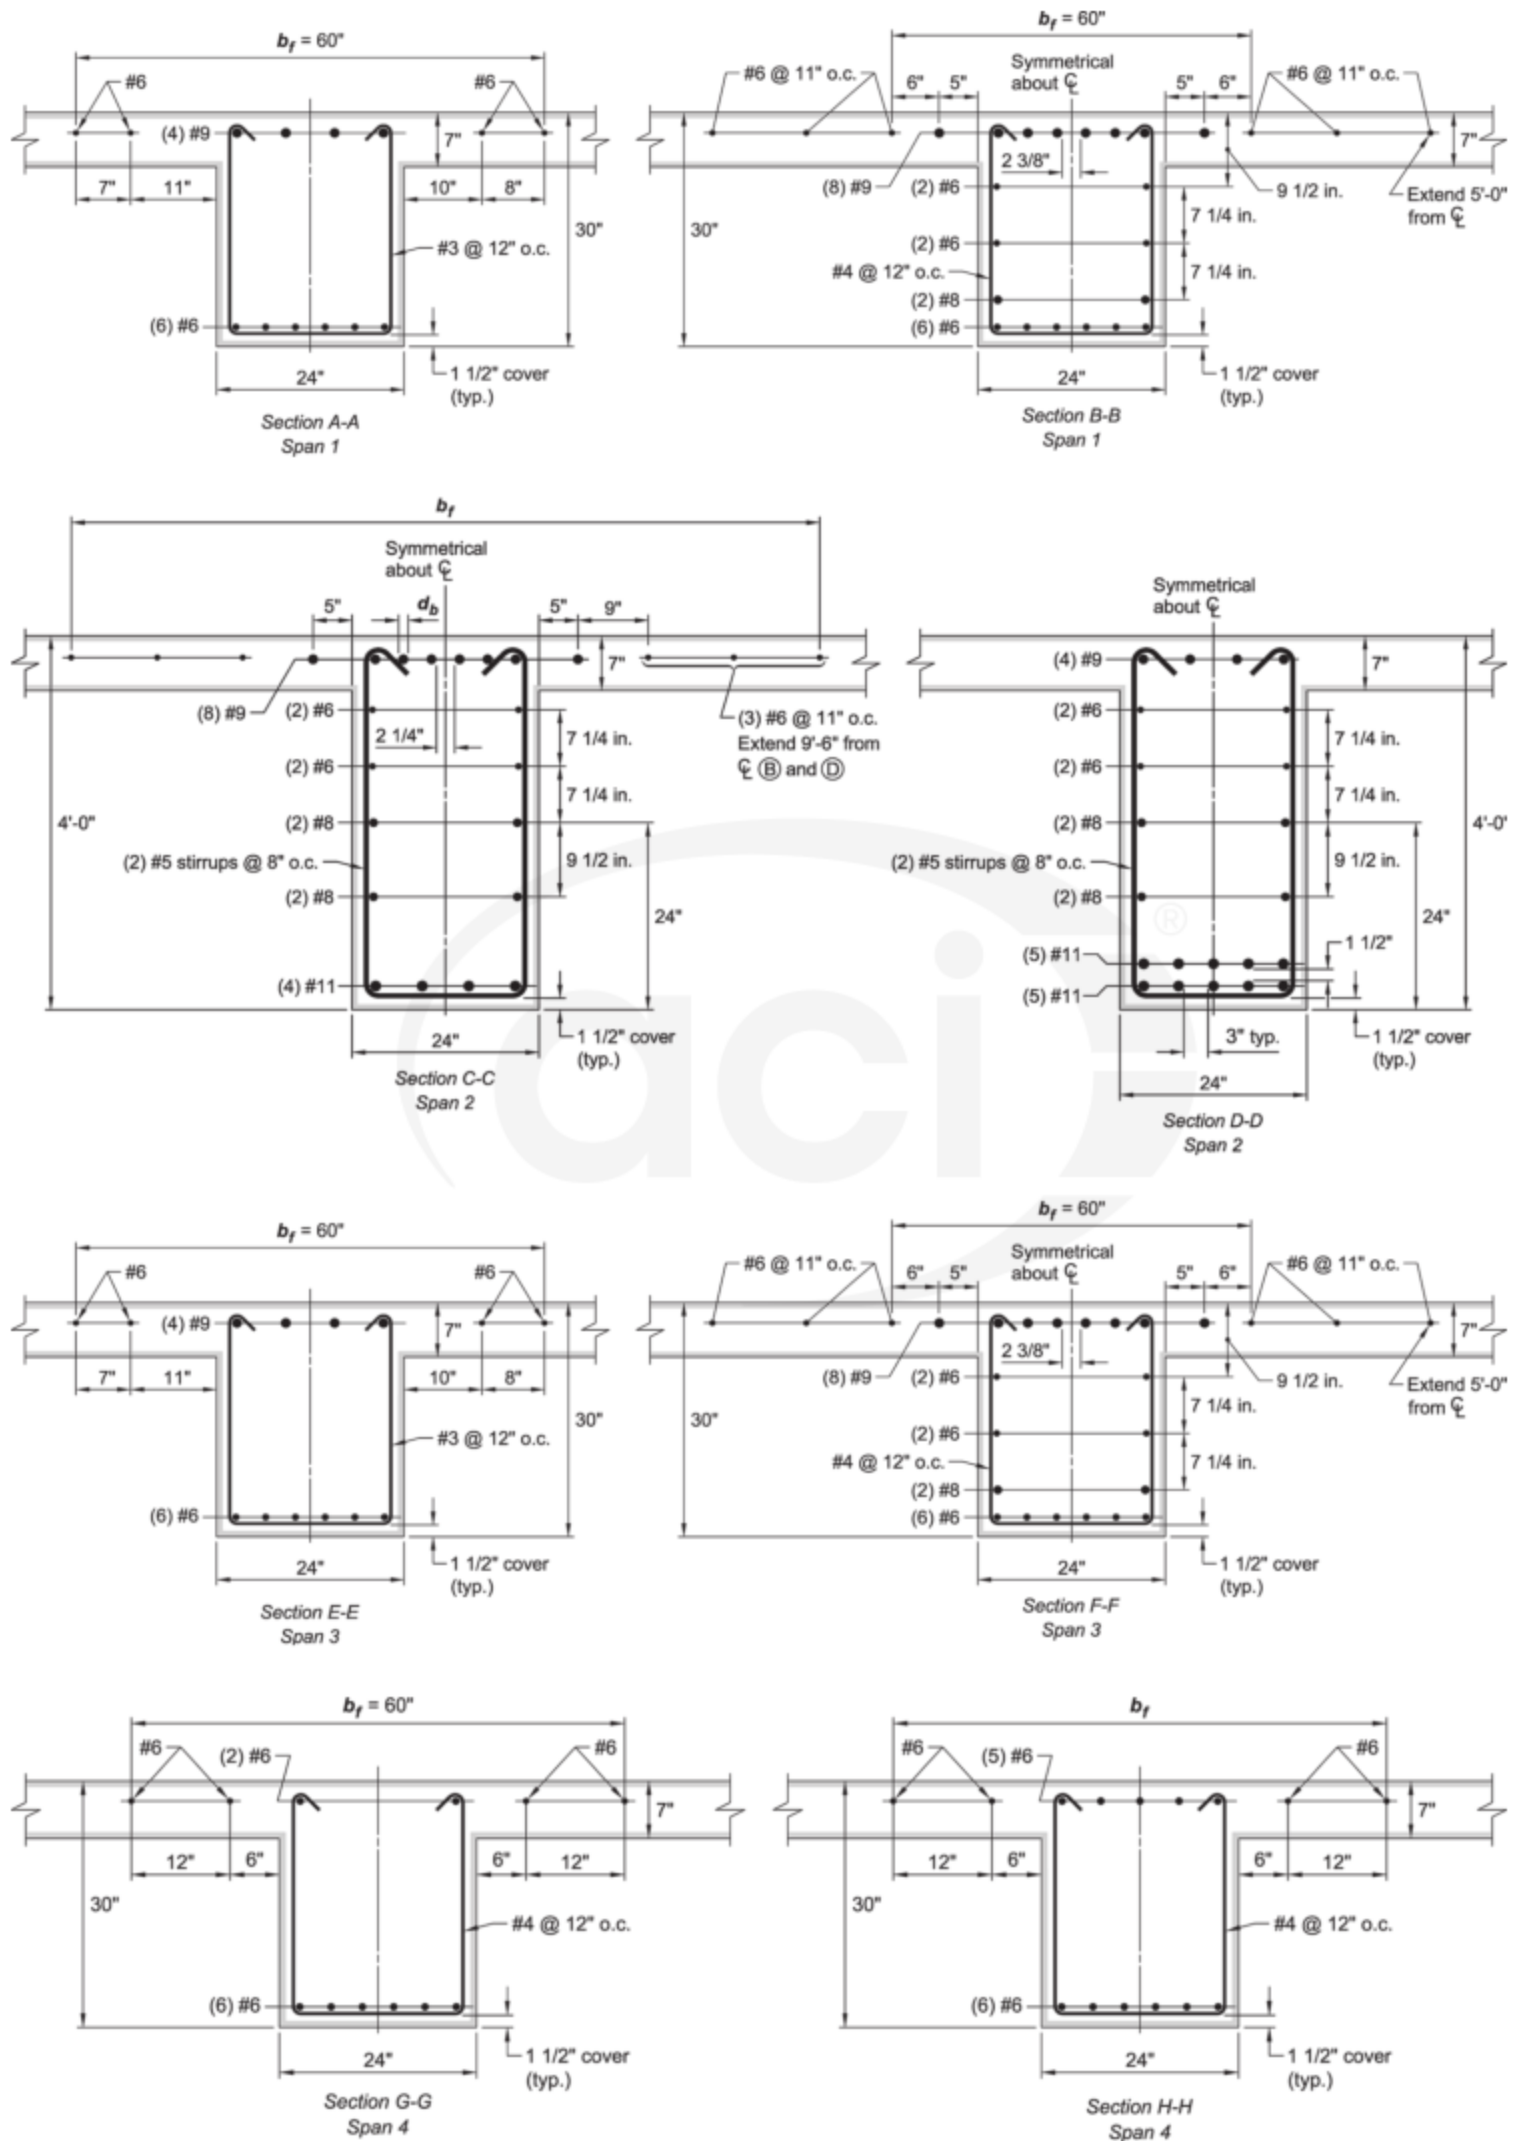 bf = 60"
#6
#6
(4) #9
7"
7"
11"
10"
8"
30"
#3 @ 12" o.c.
(6) #6
1 1/2" cover
(typ.)
24"
Section A-A
Span 1
bf = 60"
Symmetrical
about ℄
#6 @ 11" o.c.
6"
5"
5"
6"
#6 @ 11" o.c.
7"
2 3/8"
(8) #9
(2) #6
9 1/2 in.
Extend 5'-0"
from ℄
7 1/4 in.
30"
(2) #6
#4 @ 12" o.c.
7 1/4 in.
(2) #8
(6) #6
1 1/2" cover
(typ.)
24"
Section B-B
Span 1
bf
Symmetrical
about ℄
5"
db
5"
9"
7"
(8) #9
(2) #6
2 1/4"
(3) #6 @ 11" o.c.
Extend 9'-6" from
℄ B and D
7 1/4 in.
(2) #6
7 1/4 in.
4'-0"
(2) #8
(2) #5 stirrups @ 8" o.c.
9 1/2 in.
(2) #8
24"
(4) #11
1 1/2" cover
(typ.)
24"
Section C-C
Span 2
Symmetrical
about ℄
(4) #9
7"
(2) #6
7 1/4 in.
(2) #6
7 1/4 in.
(2) #8
4'-0'
(2) #5 stirrups @ 8" o.c.
9 1/2 in.
(2) #8
24"
1 1/2"
(5) #11
(5) #11
3" typ.
1 1/2" cover
(typ.)
24"
Section D-D
Span 2
aci
®
bf = 60"
#6
#6
(4) #9
7"
7"
11"
10"
8"
30"
#3 @ 12" o.c.
(6) #6
1 1/2" cover
(typ.)
24"
Section E-E
Span 3
bf = 60"
Symmetrical
about ℄
#6 @ 11" o.c.
6"
5"
5"
6"
#6 @ 11" o.c.
7"
2 3/8"
(8) #9
(2) #6
9 1/2 in.
Extend 5'-0"
from ℄
7 1/4 in.
30"
(2) #6
#4 @ 12" o.c.
7 1/4 in.
(2) #8
(6) #6
1 1/2" cover
(typ.)
24"
Section F-F
Span 3
bf = 60"
#6
(2) #6
#6
7"
12"
6"
6"
12"
30"
#4 @ 12" o.c.
(6) #6
1 1/2" cover
(typ.)
24"
Section G-G
Span 4
bf
#6
(5) #6
#6
7"
12"
6"
6"
12"
30"
#4 @ 12" o.c.
(6) #6
1 1/2" cover
(typ.)
24"
Section H-H
Span 4